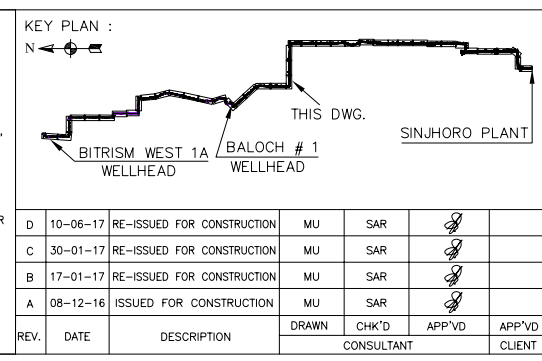 KEY PLAN :
N
THIS DWG.
SINJHORO PLANT
BITRISM WEST 1A
WELLHEAD
BALOCH # 1
WELLHEAD
R
D 10-06-17 RE-ISSUED FOR CONSTRUCTION MU SAR
C 30-01-17 RE-ISSUED FOR CONSTRUCTION MU SAR
B 17-01-17 RE-ISSUED FOR CONSTRUCTION MU SAR
A 08-12-16 ISSUED FOR CONSTRUCTION MU SAR
REV. DATE DESCRIPTION DRAWN CHK'D APP'VD APP'VD
CONSULTANT CLIENT